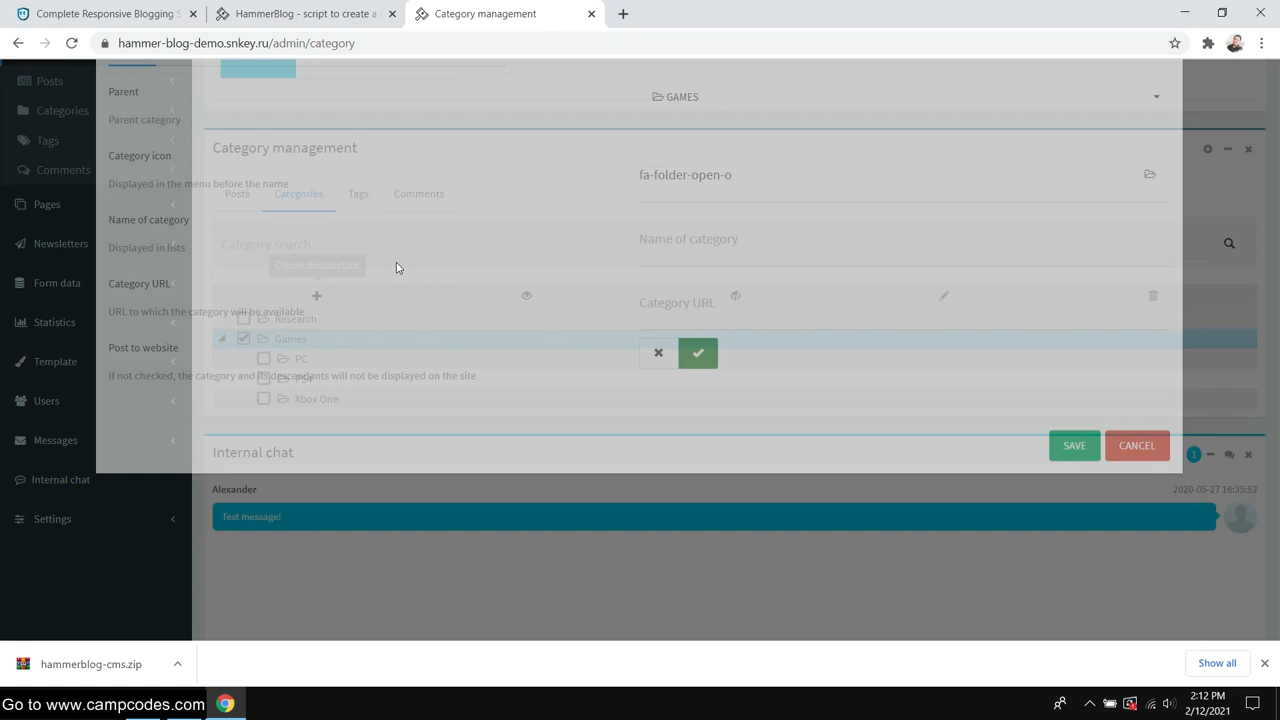 Complete Responsive Blogging S
HammerBlog - script to create a
Category management
hammer-blog-demo.snkey.ru/admin/category
Posts
Categories
Tags
Comments
Pages
Newsletters
Form data
Statistics
Template
Users
Messages
Internal chat
Settings
Parent
Parent category
GAMES
Category icon
Displayed in the menu before the name
fa-folder-open-o
Name of category
Displayed in lists
Name of category
Category URL
URL to which the category will be available
Category URL
Post to website
If not checked, the category and its descendants will not be displayed on the site
SAVE
CANCEL
Category management
Posts
Categories
Tags
Comments
Category search
Create descendant
Research
Games
PC
PS4
Xbox One
Internal chat
1
Alexander
2020-05-27 16:35:52
Test message!
hammerblog-cms.zip
Show all
Go to www.campcodes.com
2:12 PM
2/12/2021